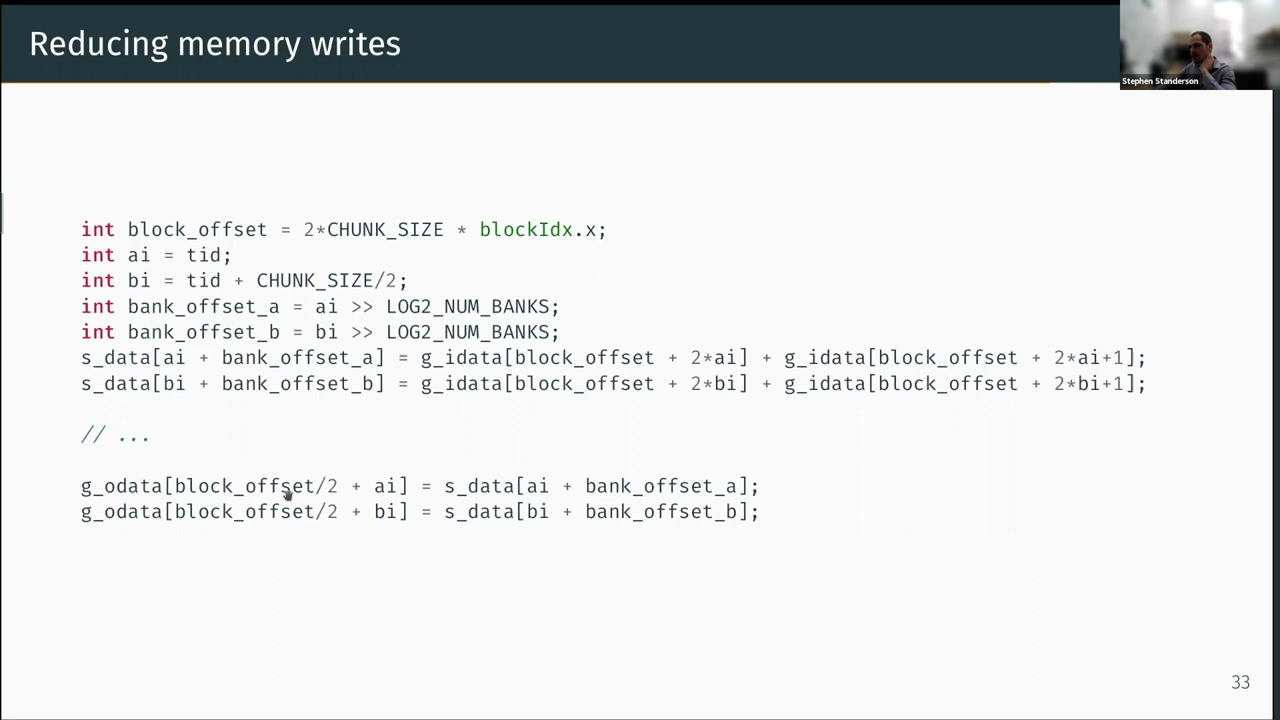 Reducing memory writes
Stephen Standerson
int block_offset = 2*CHUNK_SIZE * blockIdx.x;
int ai = tid;
int bi = tid + CHUNK_SIZE/2;
int bank_offset_a = ai >> LOG2_NUM_BANKS;
int bank_offset_b = bi >> LOG2_NUM_BANKS;
s_data[ai + bank_offset_a] = g_idata[block_offset + 2*ai] + g_idata[block_offset + 2*ai+1];
s_data[bi + bank_offset_b] = g_idata[block_offset + 2*bi] + g_idata[block_offset + 2*bi+1];
// ...
g_odata[block_offset/2 + ai] = s_data[ai + bank_offset_a];
g_odata[block_offset/2 + bi] = s_data[bi + bank_offset_b];
33